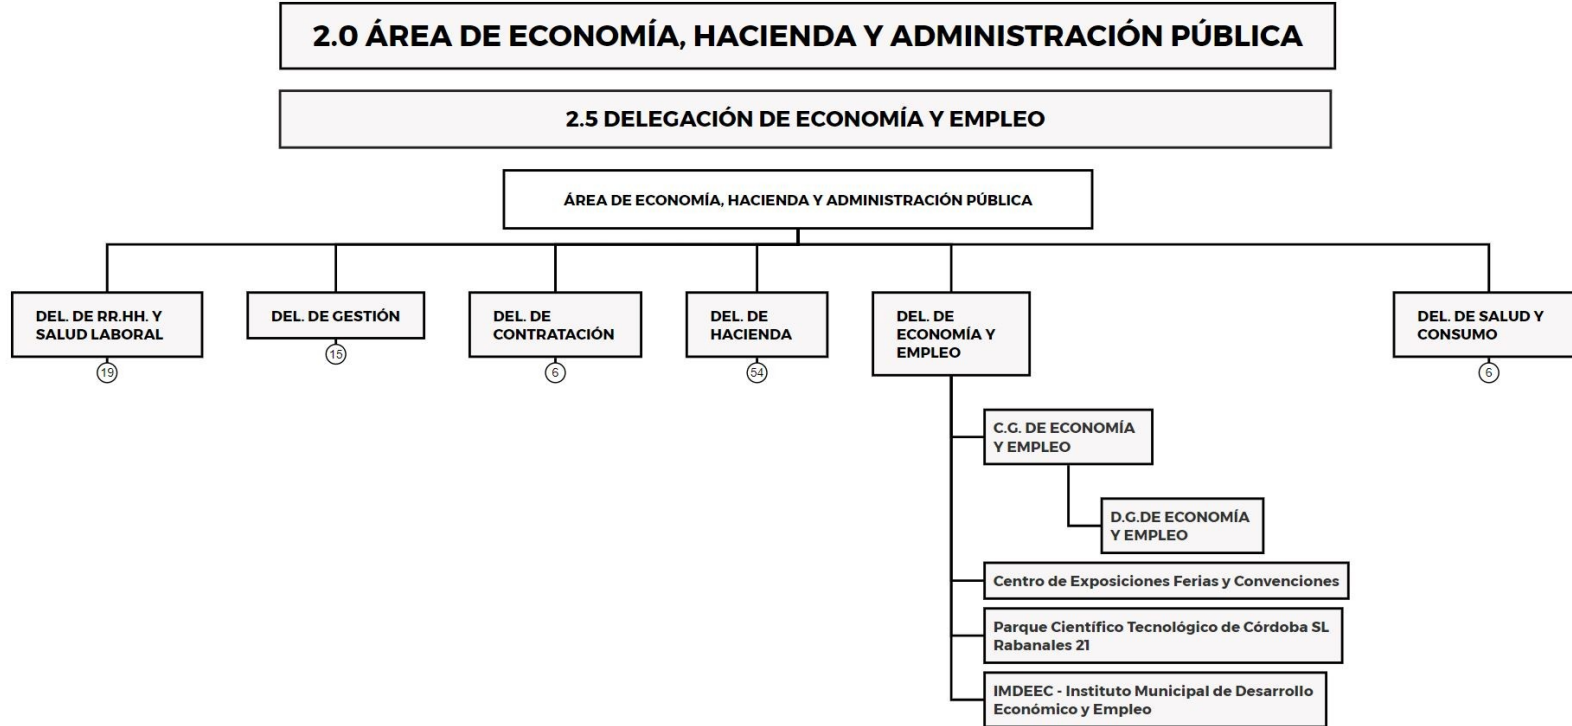 2.0 ÁREA DE ECONOMÍA, HACIENDA Y ADMINISTRACIÓN PÚBLICA
2.5 DELEGACIÓN DE ECONOMÍA Y EMPLEO
ÁREA DE ECONOMÍA, HACIENDA Y ADMINISTRACIÓN PÚBLICA
DEL. DE RR.HH. Y
SALUD LABORAL
19
DEL. DE GESTIÓN
15
DEL. DE
CONTRATACIÓN
6
DEL. DE
HACIENDA
54
DEL. DE
ECONOMÍA Y
EMPLEO
DEL. DE SALUD Y
CONSUMO
6
C.G. DE ECONOMÍA
Y EMPLEO
D.G.DE ECONOMÍA
Y EMPLEO
Centro de Exposiciones Ferias y Convenciones
Parque Científico Tecnológico de Córdoba SL
Rabanales 21
IMDEEC - Instituto Municipal de Desarrollo
Económico y Empleo